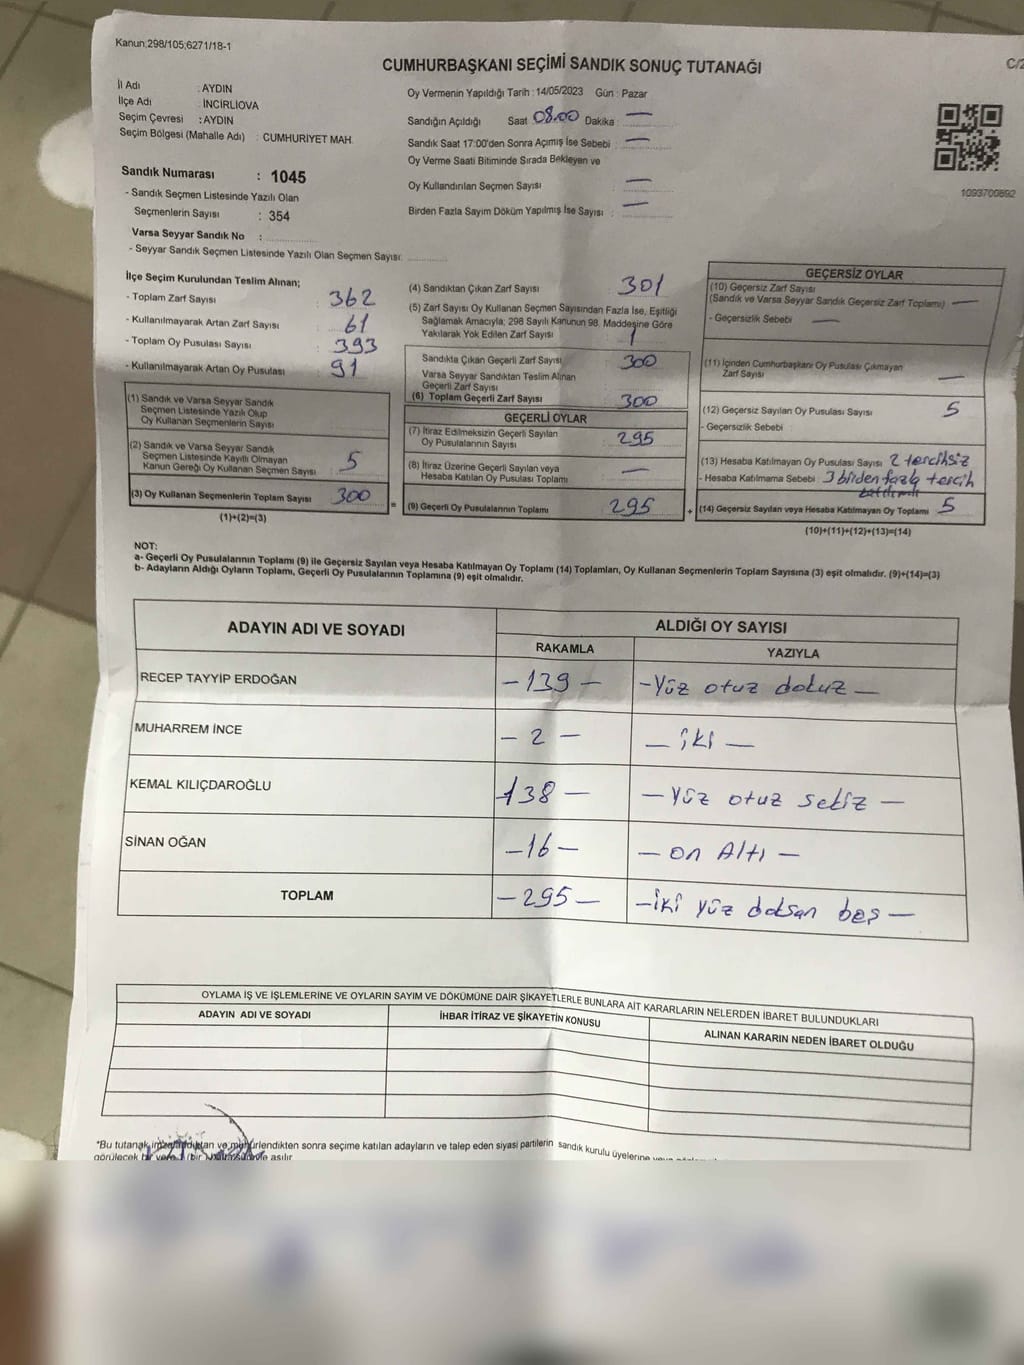 Kanun:298/105;6271/18-1
C/2
CUMHURBAŞKANI SEÇİMİ SANDIK SONUÇ TUTANAĞI
İl Adı : AYDIN
İlçe Adı : İNCİRLİOVA
Seçim Çevresi : AYDIN
Seçim Bölgesi (Mahalle Adı) : CUMHURİYET MAH.
Sandık Numarası : 1045
- Sandık Seçmen Listesinde Yazılı Olan
Seçmenlerin Sayısı : 354
Varsa Seyyar Sandık No :
- Seyyar Sandık Seçmen Listesinde Yazılı Olan Seçmen Sayısı:
Oy Vermenin Yapıldığı Tarih : 14/05/2023 Gün : Pazar
Sandığın Açıldığı Saat 08.00 Dakika : —
Sandık Saat 17:00'den Sonra Açımış İse Sebebi : —
Oy Verme Saati Bitiminde Sırada Bekleyen ve
Oy Kullandırılan Seçmen Sayısı : —
Birden Fazla Sayım Döküm Yapılmış İse Sayısı : —
1093700892
İlçe Seçim Kurulundan Teslim Alınan;
- Toplam Zarf Sayısı : 362
- Kullanılmayarak Artan Zarf Sayısı : 61
- Toplam Oy Pusulası Sayısı : 393
- Kullanılmayarak Artan Oy Pusulası : 91
(1) Sandık ve Varsa Seyyar Sandık
Seçmen Listesinde Yazılı Olup
Oy Kullanan Seçmenlerin Sayısı :
(2) Sandık ve Varsa Seyyar Sandık
Seçmen Listesinde Kayıtlı Olmayan
Kanun Gereği Oy Kullanan Seçmen Sayısı : 5
(3) Oy Kullanan Seçmenlerin Toplam Sayısı : 300 =
(1)+(2)=(3)
(4) Sandıktan Çıkan Zarf Sayısı : 301
(5) Zarf Sayısı Oy Kullanan Seçmen Sayısından Fazla İse, Eşitliği
Sağlamak Amacıyla; 298 Sayılı Kanunun 98. Maddesine Göre
Yakılarak Yok Edilen Zarf Sayısı : 1
Sandıkta Çıkan Geçerli Zarf Sayısı : 300
Varsa Seyyar Sandıktan Teslim Alınan
Geçerli Zarf Sayısı :
(6) Toplam Geçerli Zarf Sayısı : 300
GEÇERLİ OYLAR
(7) İtiraz Edilmeksizin Geçerli Sayılan
Oy Pusulalarının Sayısı : 295
(8) İtiraz Üzerine Geçerli Sayılan veya
Hesaba Katılan Oy Pusulası Toplamı : —
(9) Geçerli Oy Pusulalarının Toplamı : 295 +
GEÇERSİZ OYLAR
(10) Geçersiz Zarf Sayısı
(Sandık ve Varsa Seyyar Sandık Geçersiz Zarf Toplamı) : —
- Geçersizlik Sebebi : —
(11) İçinden Cumhurbaşkanı Oy Pusulası Çıkmayan
Zarf Sayısı : —
(12) Geçersiz Sayılan Oy Pusulası Sayısı : 5
- Geçersizlik Sebebi :
(13) Hesaba Katılmayan Oy Pusulası Sayısı : 2 tercihsiz
- Hesaba Katılmama Sebebi : 3 birden fazla tercih
(14) Geçersiz Sayılan veya Hesaba Katılmayan Oy Toplamı : 5
(10)+(11)+(12)+(13)=(14)
NOT:
a- Geçerli Oy Pusulalarının Toplamı (9) ile Geçersiz Sayılan veya Hesaba Katılmayan Oy Toplamı (14) Toplamları, Oy Kullanan Seçmenlerin Toplam Sayısına (3) eşit olmalıdır. (9)+(14)=(3)
b- Adayların Aldığı Oyların Toplamı, Geçerli Oy Pusulalarının Toplamına (9) eşit olmalıdır.
ADAYIN ADI VE SOYADI ALDIĞI OY SAYISI
RAKAMLA YAZIYLA
RECEP TAYYİP ERDOĞAN - 139 - - Yüz otuz dokuz -
MUHARREM İNCE - 2 - - iki -
KEMAL KILIÇDAROĞLU 138 - - Yüz otuz sekiz -
SİNAN OĞAN - 16 - - on Altı -
TOPLAM - 295 - - iki yüz doksan beş -
OYLAMA İŞ VE İŞLEMLERİNE VE OYLARIN SAYIM VE DÖKÜMÜNE DAİR ŞİKAYETLERLE BUNLARA AİT KARARLARIN NELERDEN İBARET BULUNDUKLARI
ADAYIN ADI VE SOYADI İHBAR İTİRAZ VE ŞİKAYETİN KONUSU ALINAN KARARIN NEDEN İBARET OLDUĞU
*Bu tutanak imzalandıktan ve mühürlendikten sonra seçime katılan adayların ve talep eden siyasi partilerin sandık kurulu üyelerine
görülecek bir yere asılır